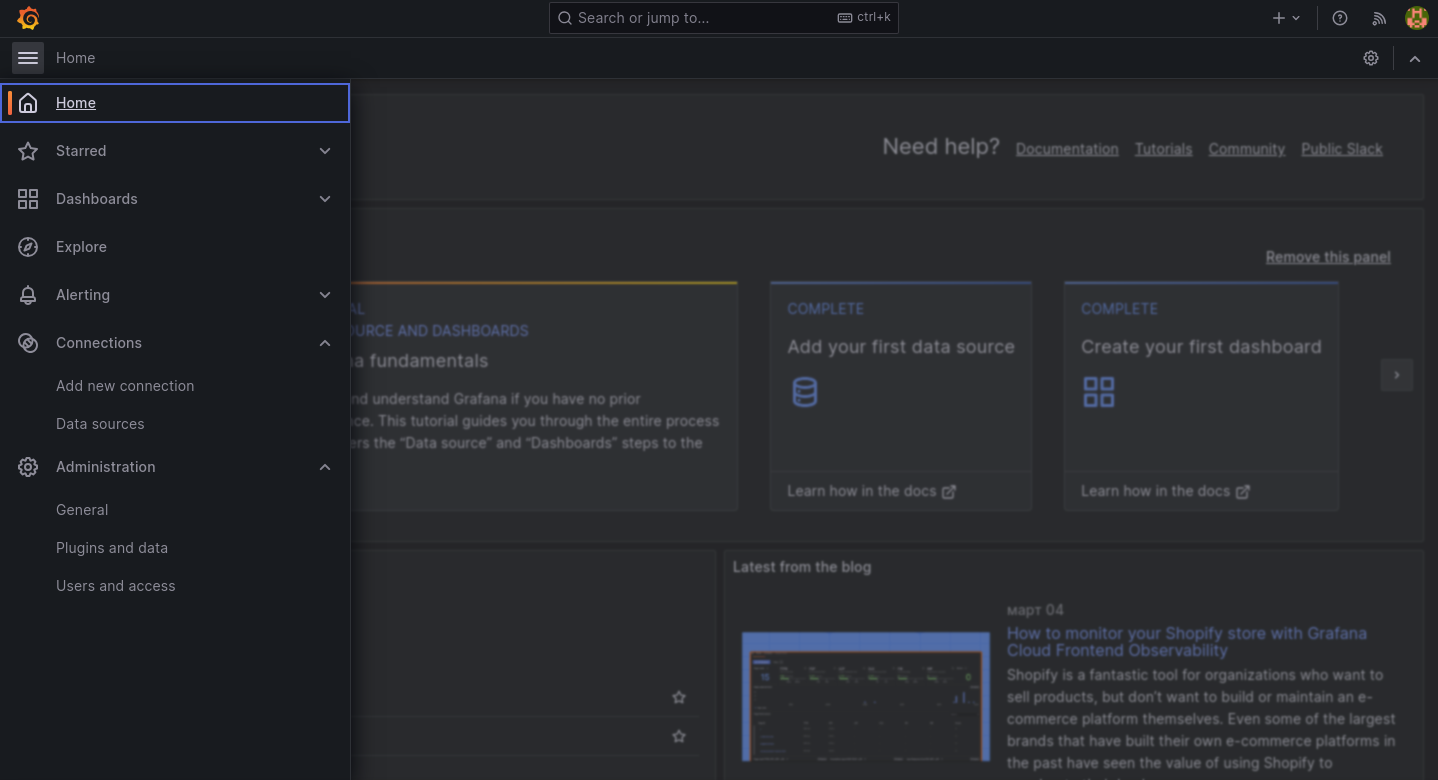 Search or jump to...
ctrl+k
Home
Home
Starred
Dashboards
Explore
Alerting
Connections
Add new connection
Data sources
Administration
General
Plugins and data
Users and access
Need help?
Documentation
Tutorials
Community
Public Slack
Remove this panel
AL
OURCE AND DASHBOARDS
na fundamentals
nd understand Grafana if you have no prior
ce. This tutorial guides you through the entire process
ers the “Data source” and “Dashboards” steps to the
COMPLETE
Add your first data source
Learn how in the docs
COMPLETE
Create your first dashboard
Learn how in the docs
Latest from the blog
март 04
How to monitor your Shopify store with Grafana
Cloud Frontend Observability
Shopify is a fantastic tool for organizations who want to
sell products, but don’t want to build or maintain an e-
commerce platform themselves. Even some of the largest
brands that have built their own e-commerce platforms in
the past have seen the value of using Shopify to